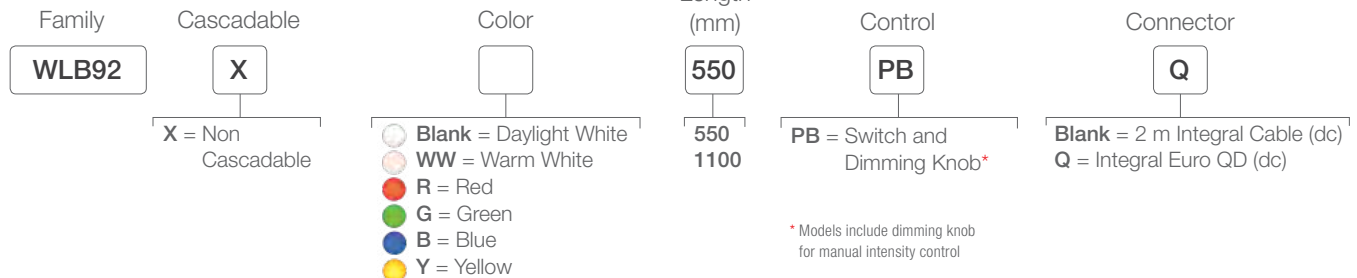 Family Cascadable Color (mm) Control Connector
WLB92 X 550 PB Q
X = Non
Cascadable
Blank = Daylight White
WW = Warm White
R = Red
G = Green
B = Blue
Y = Yellow
550
1100
PB = Switch and
Dimming Knob*
* Models include dimming knob
for manual intensity control
Blank = 2 m Integral Cable (dc)
Q = Integral Euro QD (dc)